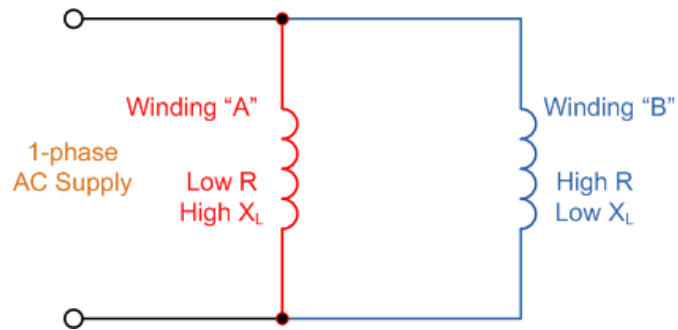 Winding “A”
Winding “B”
1-phase
AC Supply
Low R
High XL
High R
Low XL